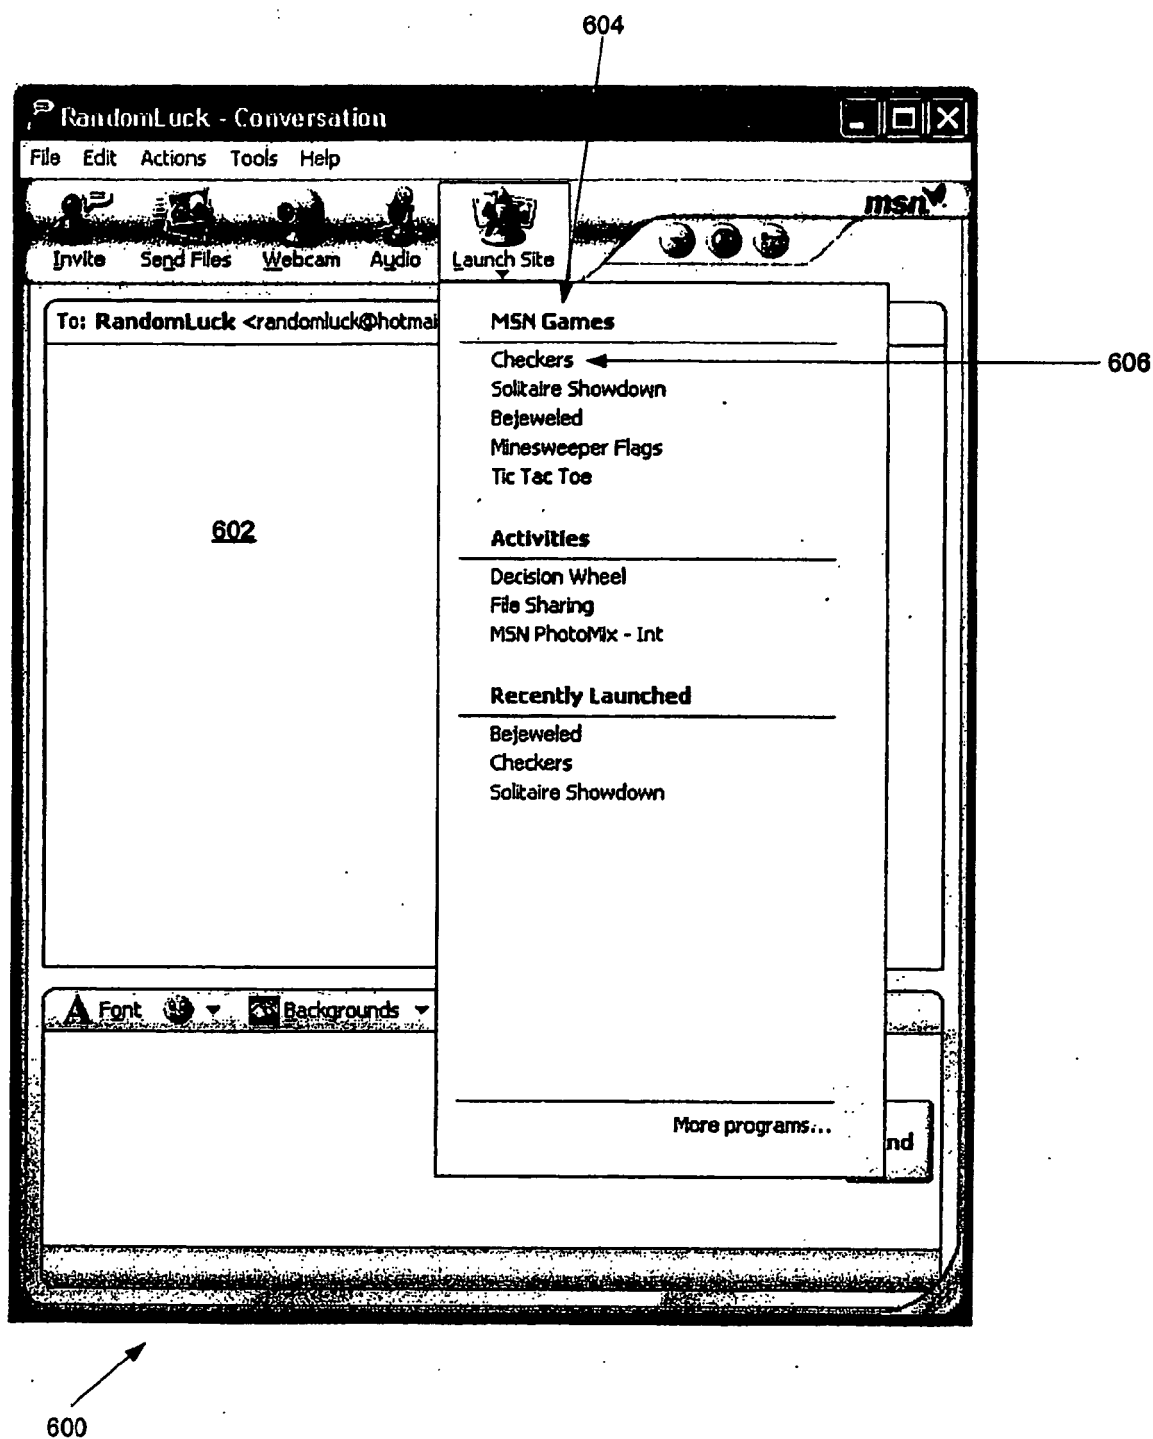 604
RandomLuck - Conversation
File Edit Actions Tools Help
msn
Invite Send Files Webcam Audio Launch Site
To: RandomLuck <randomluck@hotmai
MSN Games
Checkers
606
Solitaire Showdown
Bejeweled
Minesweeper Flags
Tic Tac Toe
602
Activities
Decision Wheel
File Sharing
MSN PhotoMix - Int
Recently Launched
Bejeweled
Checkers
Solitaire Showdown
A Font Backgrounds
More programs...
nd
600